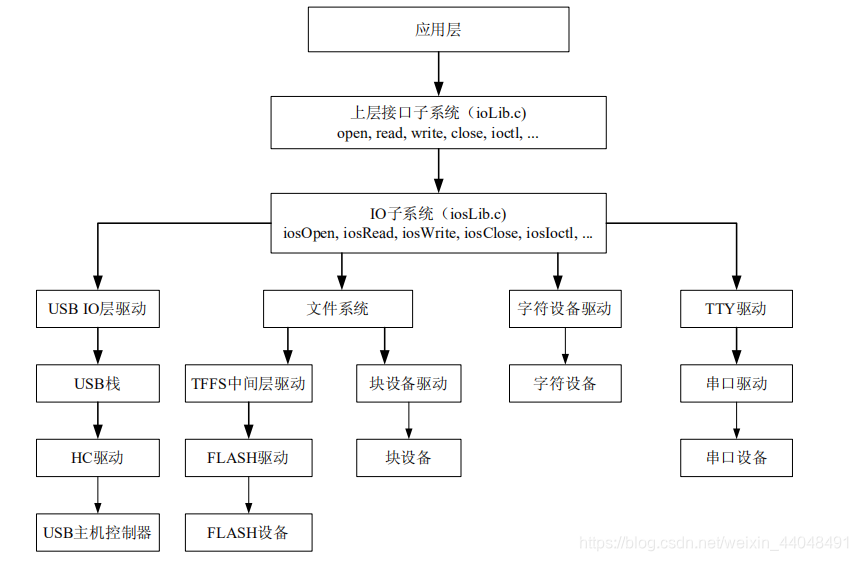 应用层
上层接口子系统（ioLib.c)
open, read, write, close, ioctl, ...
IO子系统（iosLib.c)
iosOpen, iosRead, iosWrite, iosClose, iosIoctl, ...
USB IO层驱动
文件系统
字符设备驱动
TTY驱动
USB栈
TFFS中间层驱动
块设备驱动
字符设备
串口驱动
HC驱动
FLASH驱动
块设备
串口设备
USB主机控制器
FLASH设备
https://blog.csdn.net/weixin_44048491